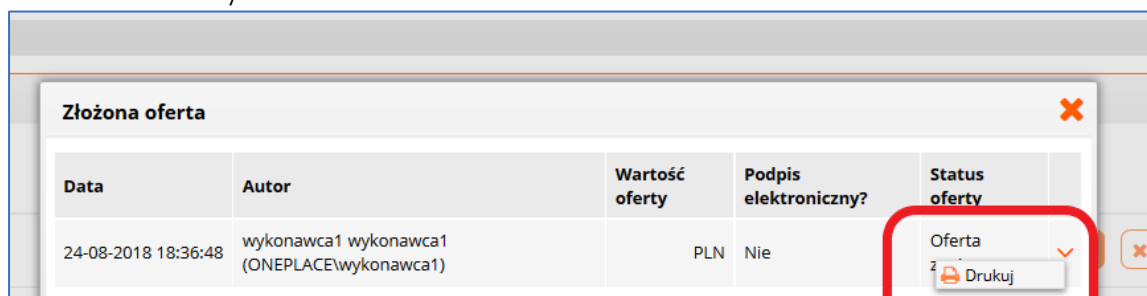 Złożona oferta
Data Autor Wartość oferty Podpis elektroniczny? Status oferty
24-08-2018 18:36:48 wykonawca1 wykonawca1 (ONEPLACE\wykonawca1) PLN Nie Oferta
Drukuj